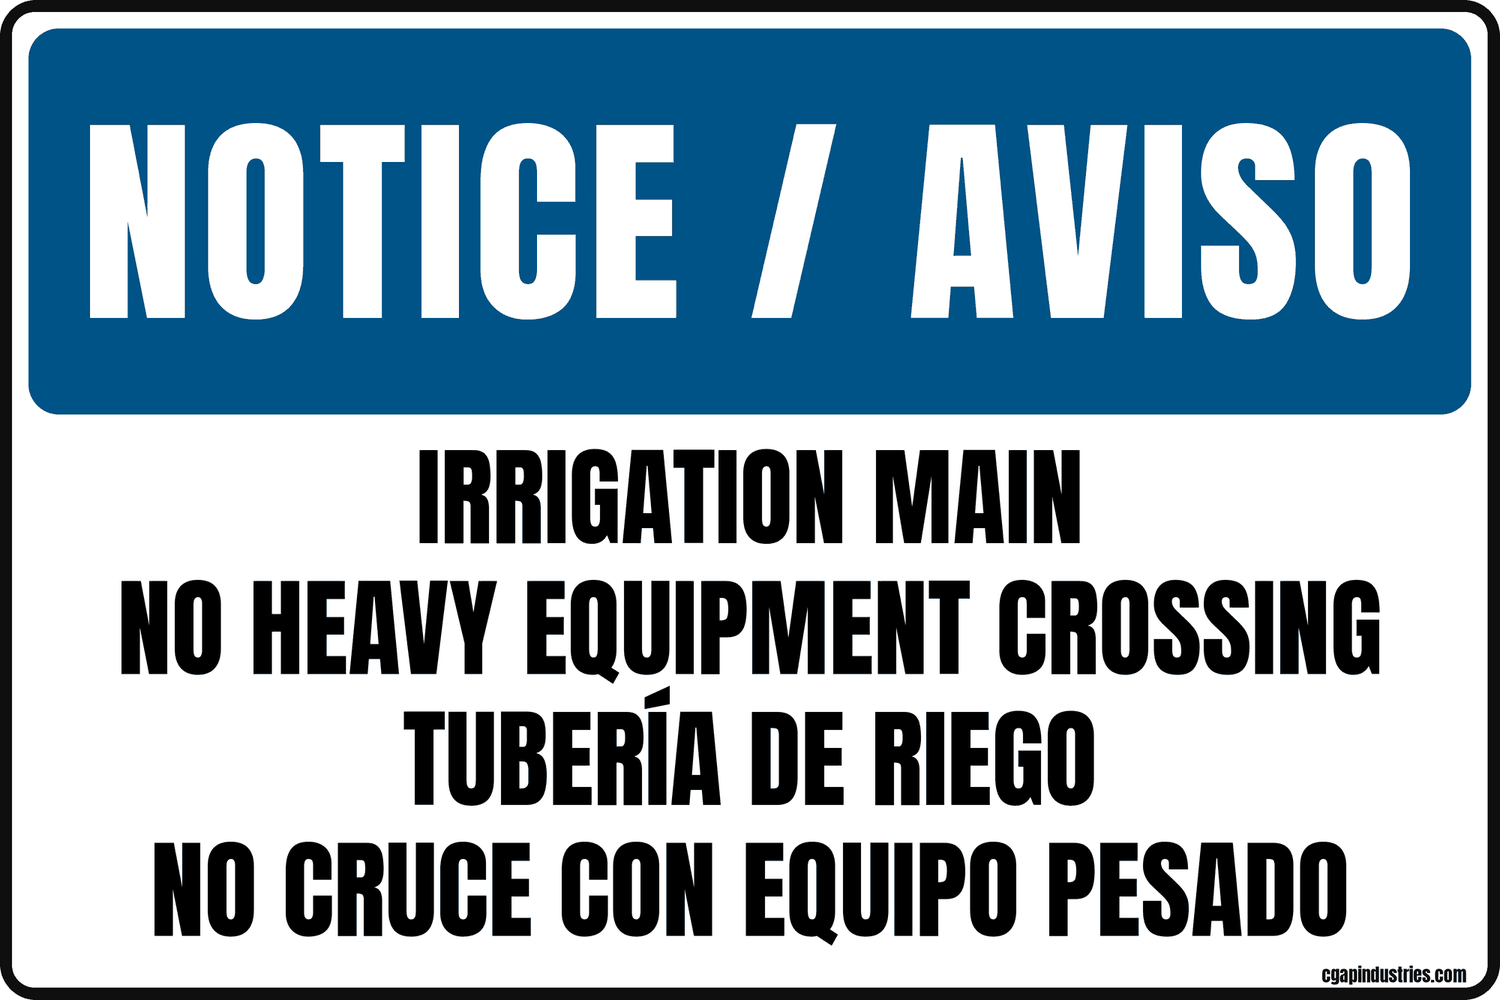 NOTICE / AVISO
IRRIGATION MAIN
NO HEAVY EQUIPMENT CROSSING
TUBERÍA DE RIEGO
NO CRUCE CON EQUIPO PESADO
cgapindustries.com